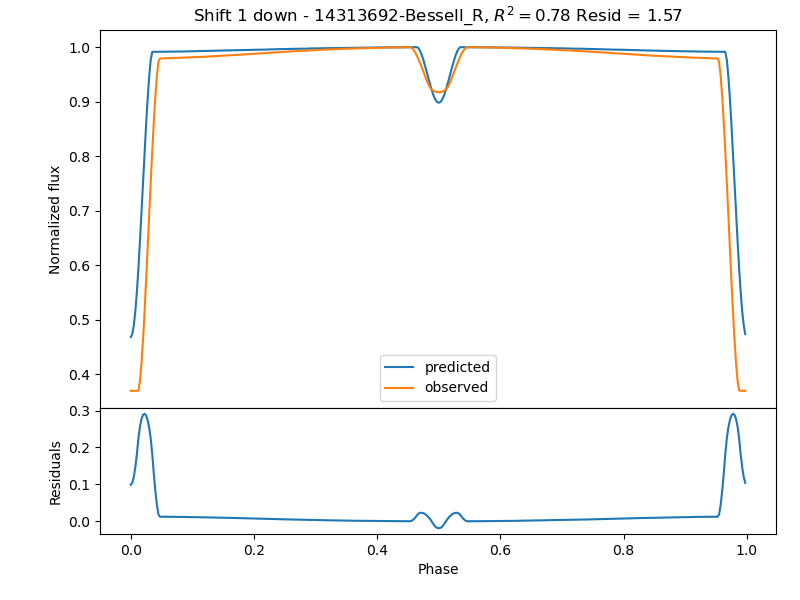 Shift 1 down - 14313692-Bessell_R, R² = 0.78 Resid = 1.57
Normalized flux
1.0
0.9
0.8
0.7
0.6
0.5
0.4
predicted
observed
Residuals
0.3
0.2
0.1
0.0
0.0
0.2
0.4
0.6
0.8
1.0
Phase